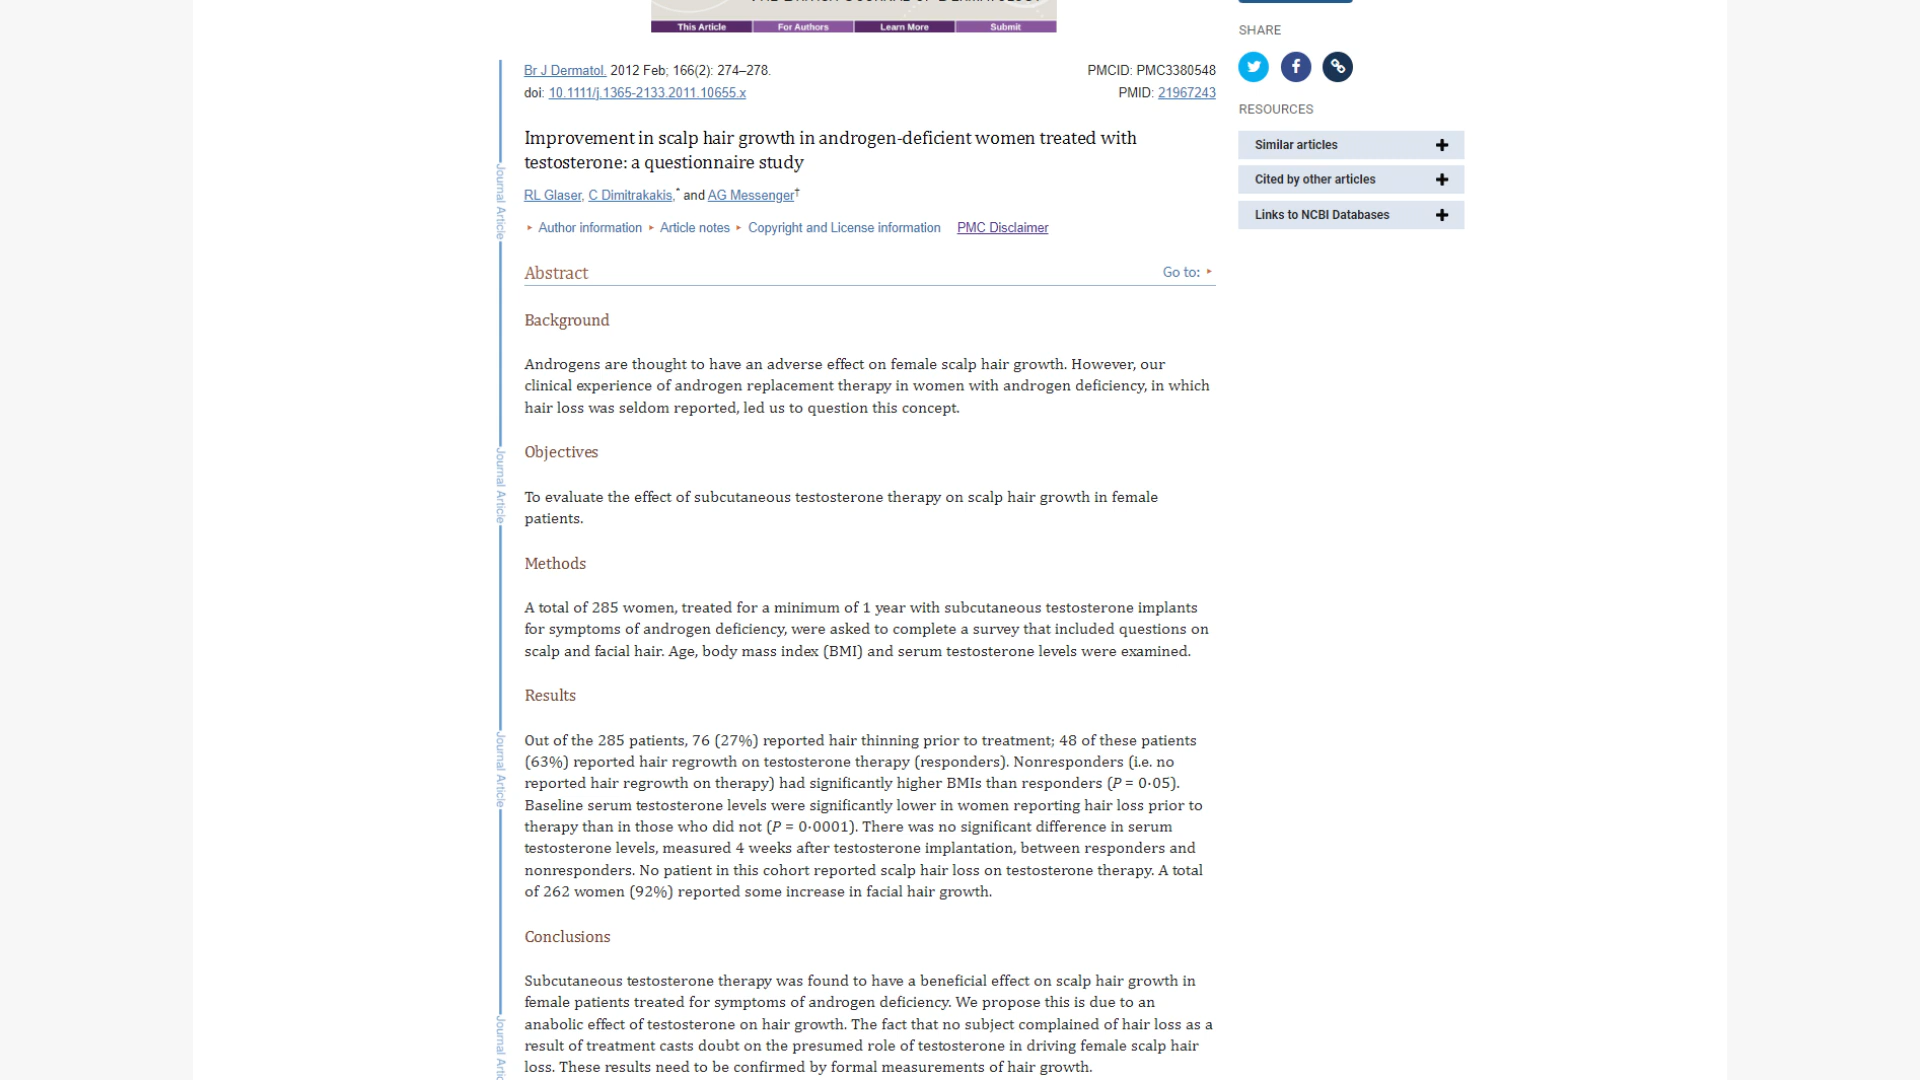 This Article For Authors Learn More Submit
Br J Dermatol. 2012 Feb; 166(2): 274–278. PMCID: PMC3380548
doi: 10.1111/j.1365-2133.2011.10655.x PMID: 21967243
Improvement in scalp hair growth in androgen-deficient women treated with
testosterone: a questionnaire study
RL Glaser, C Dimitrakakis,* and AG Messenger†
Author information Article notes Copyright and License information PMC Disclaimer
Abstract Go to:
Background
Androgens are thought to have an adverse effect on female scalp hair growth. However, our
clinical experience of androgen replacement therapy in women with androgen deficiency, in which
hair loss was seldom reported, led us to question this concept.
Objectives
To evaluate the effect of subcutaneous testosterone therapy on scalp hair growth in female
patients.
Methods
A total of 285 women, treated for a minimum of 1 year with subcutaneous testosterone implants
for symptoms of androgen deficiency, were asked to complete a survey that included questions on
scalp and facial hair. Age, body mass index (BMI) and serum testosterone levels were examined.
Results
Out of the 285 patients, 76 (27%) reported hair thinning prior to treatment; 48 of these patients
(63%) reported hair regrowth on testosterone therapy (responders). Nonresponders (i.e. no
reported hair regrowth on therapy) had significantly higher BMIs than responders (P = 0·05).
Baseline serum testosterone levels were significantly lower in women reporting hair loss prior to
therapy than in those who did not (P = 0·0001). There was no significant difference in serum
testosterone levels, measured 4 weeks after testosterone implantation, between responders and
nonresponders. No patient in this cohort reported scalp hair loss on testosterone therapy. A total
of 262 women (92%) reported some increase in facial hair growth.
Conclusions
Subcutaneous testosterone therapy was found to have a beneficial effect on scalp hair growth in
female patients treated for symptoms of androgen deficiency. We propose this is due to an
anabolic effect of testosterone on hair growth. The fact that no subject complained of hair loss as a
result of treatment casts doubt on the presumed role of testosterone in driving female scalp hair
loss. These results need to be confirmed by formal measurements of hair growth.
Journal Article
Journal Article
Journal Article
Journal Artic
SHARE
RESOURCES
Similar articles
Cited by other articles
Links to NCBI Databases